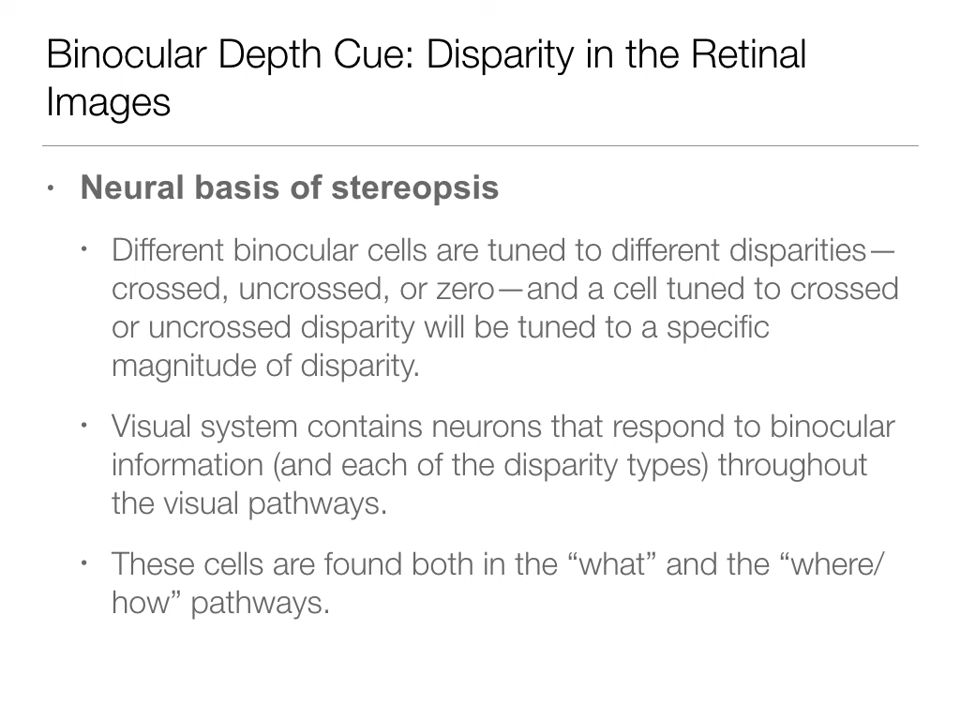 Binocular Depth Cue: Disparity in the Retinal
Images
• Neural basis of stereopsis
• Different binocular cells are tuned to different disparities—
crossed, uncrossed, or zero—and a cell tuned to crossed
or uncrossed disparity will be tuned to a specific
magnitude of disparity.
• Visual system contains neurons that respond to binocular
information (and each of the disparity types) throughout
the visual pathways.
• These cells are found both in the “what” and the “where/
how” pathways.